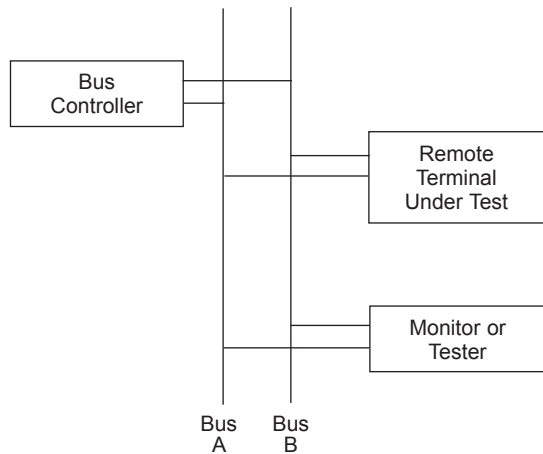 Bus
Controller
Remote
Terminal
Under Test
Monitor or
Tester
Bus
A
Bus
B